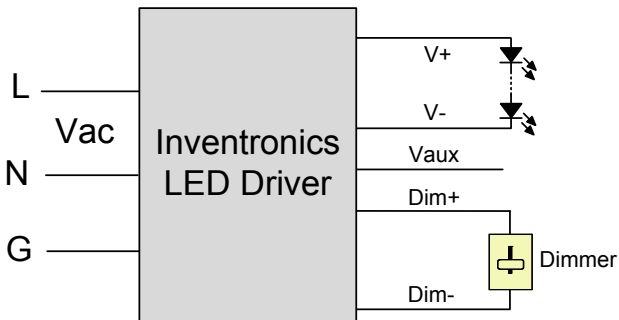 L
Vac
N
G
Inventronics
LED Driver
V+
V-
Vaux
Dim+
Dimmer
Dim-